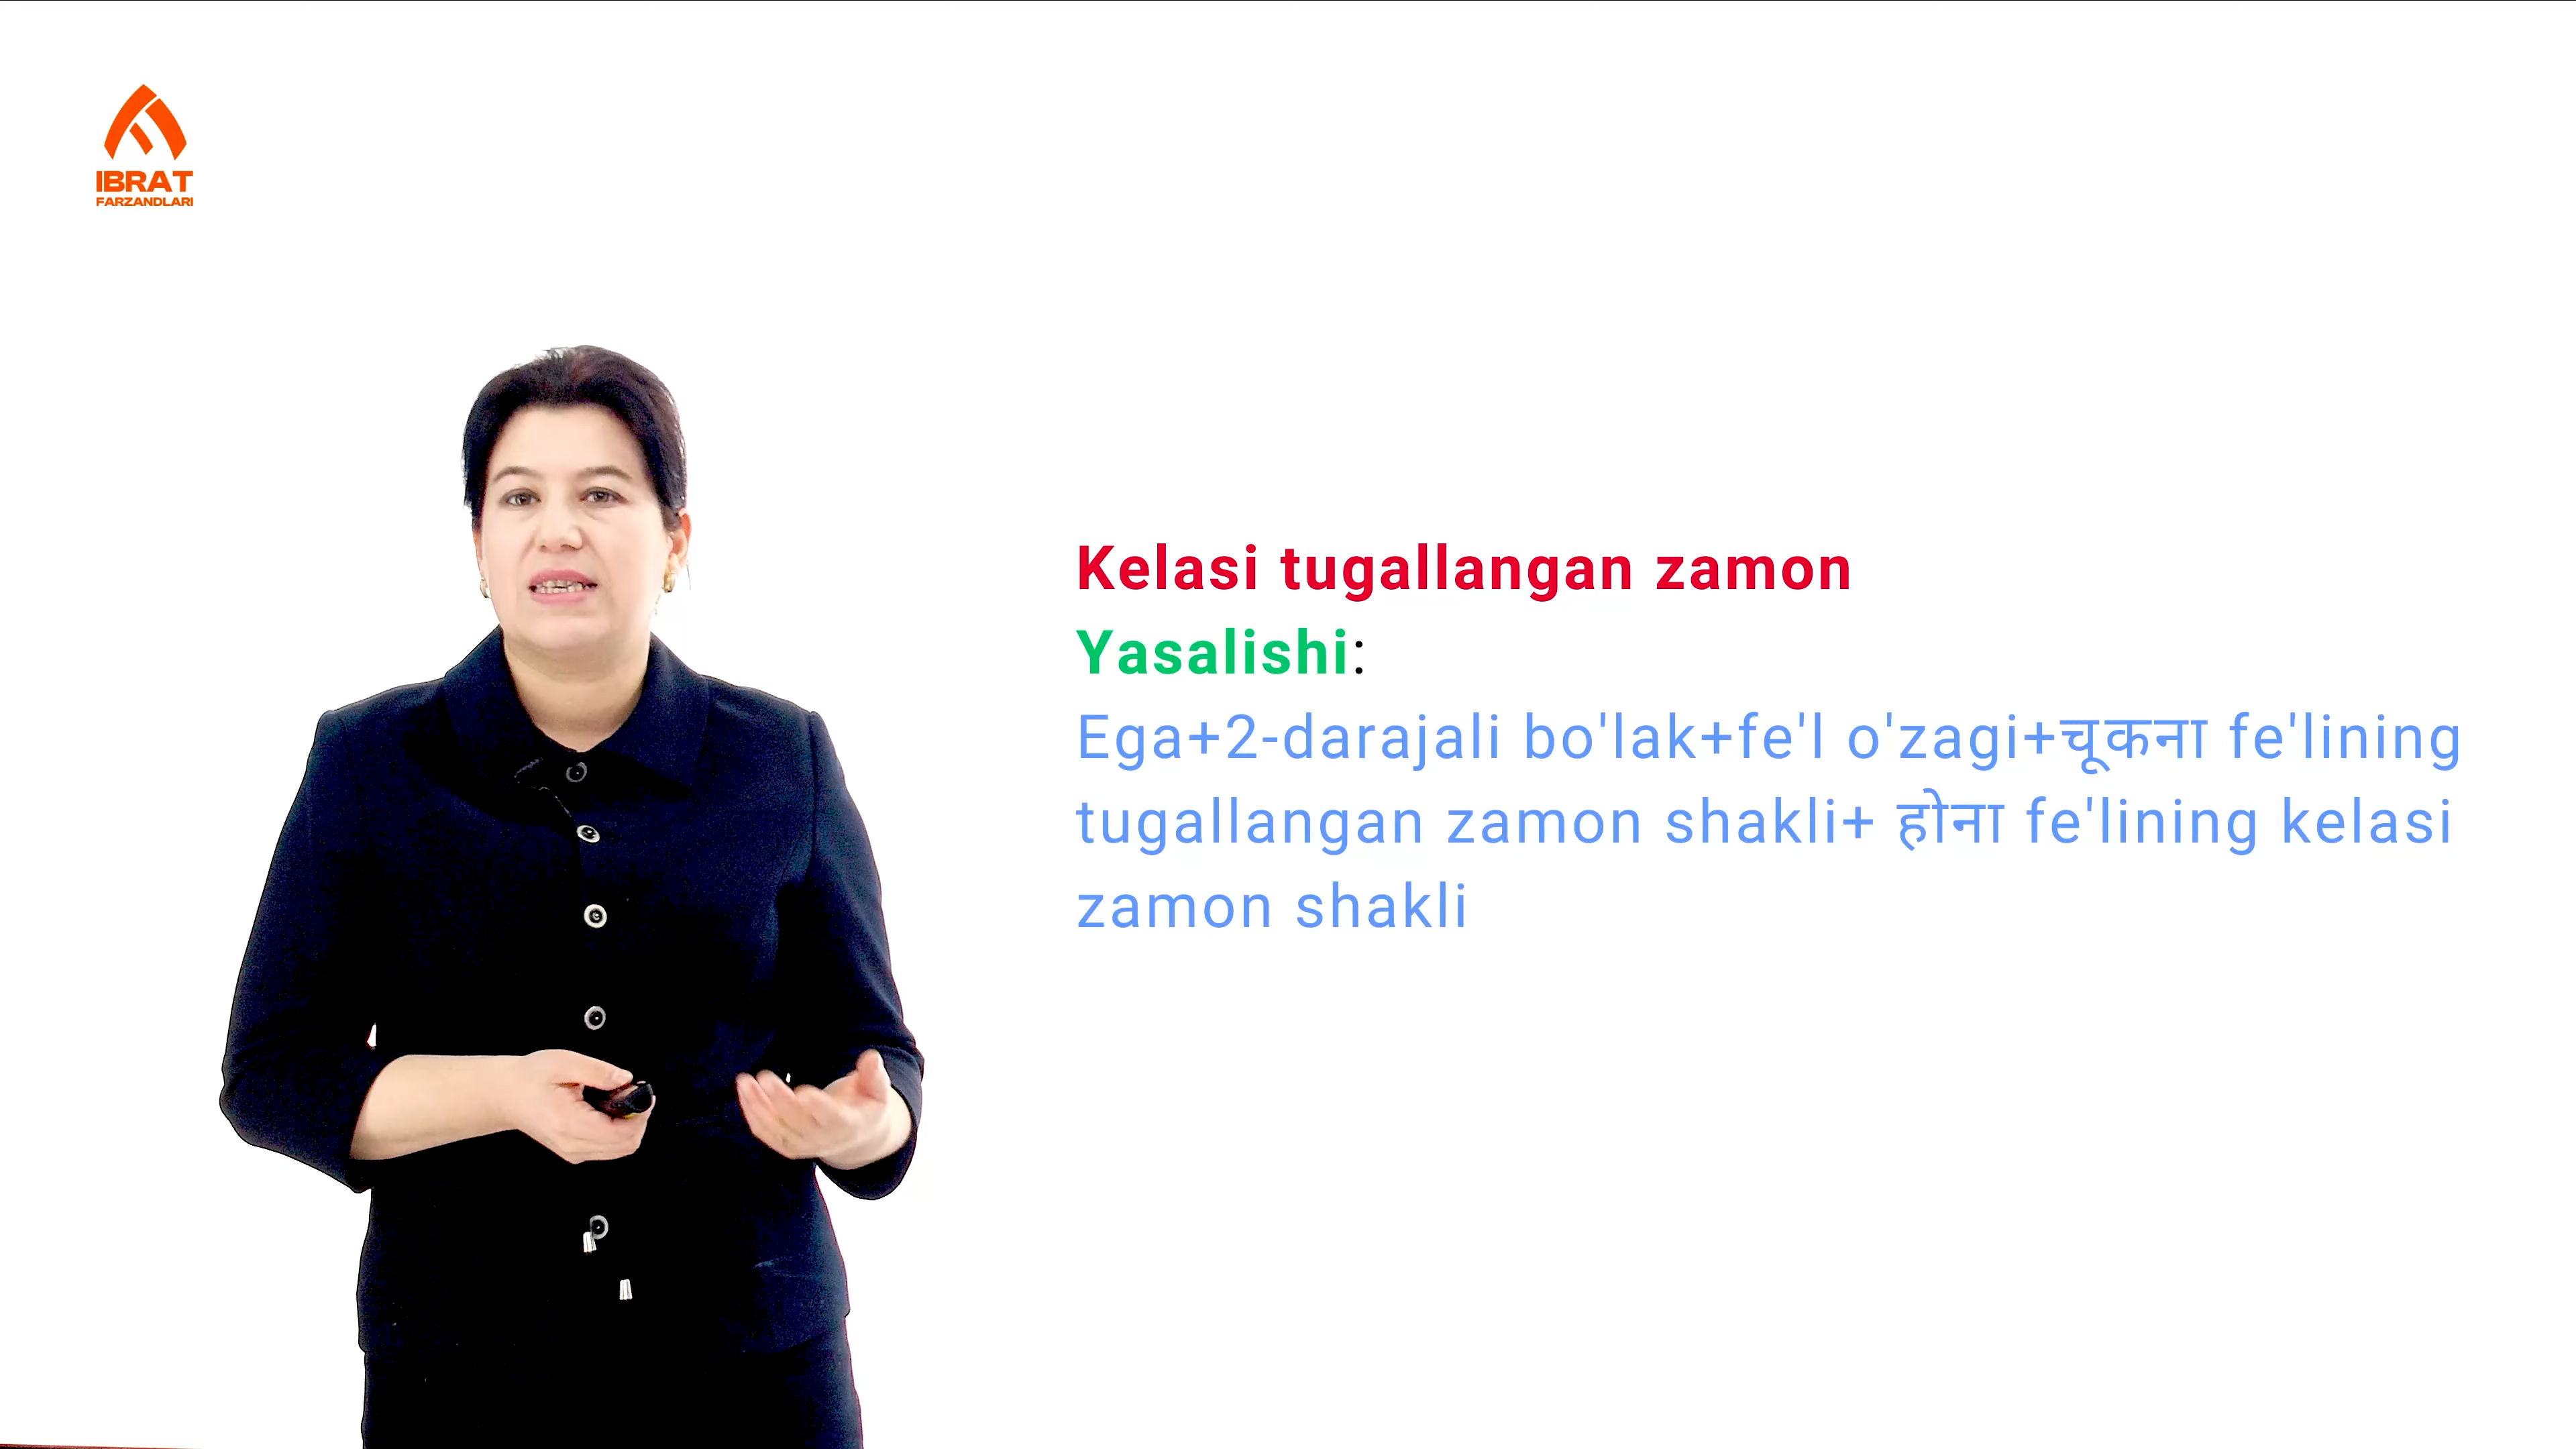 IBRAT
FARZANDLARI
Kelasi tugallangan zamon
Yasalishi:
Ega+2-darajali bo'lak+fe'l o'zagi+चूकना fe'lining
tugallangan zamon shakli+ होना fe'lining kelasi
zamon shakli